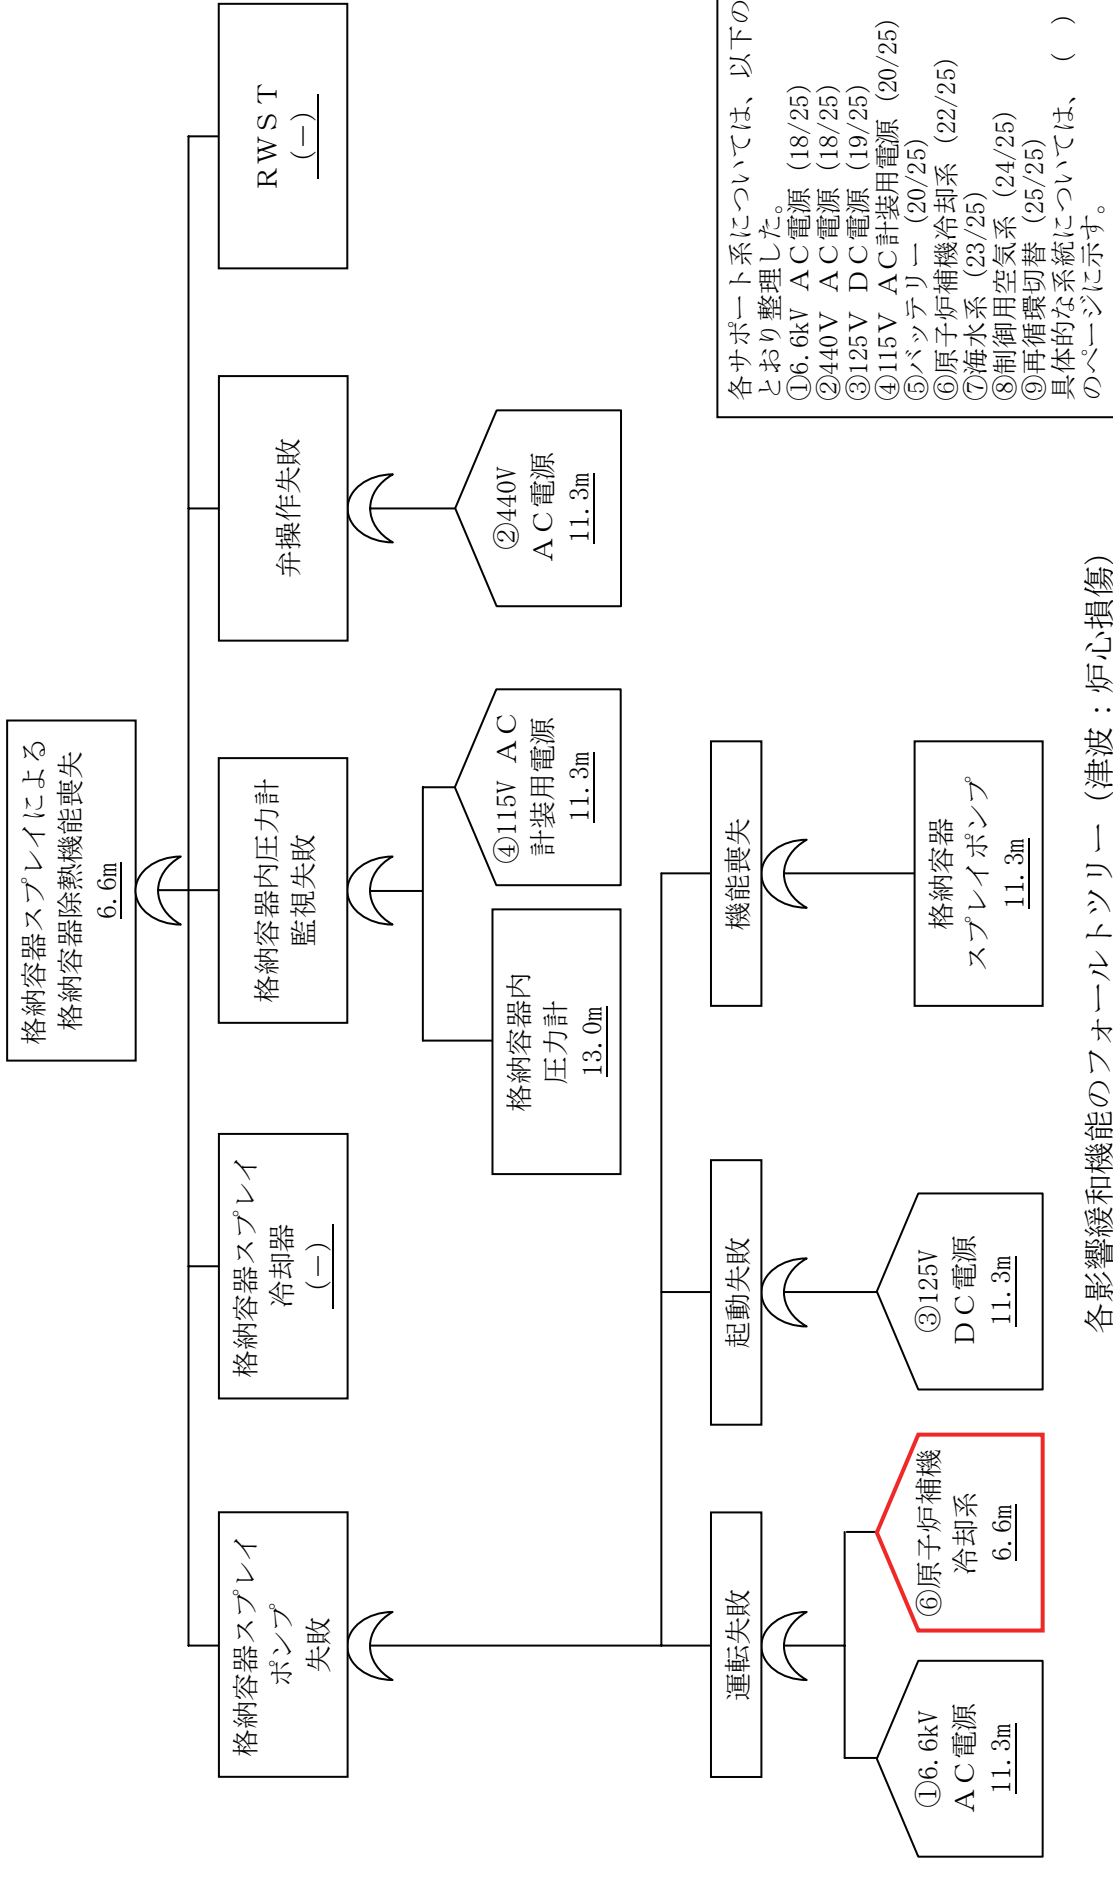 格納容器スプレイによる
格納容器除熱機能喪失
6.6m
格納容器スプレイ
ポンプ
失敗
格納容器スプレイ
冷却器
(－)
格納容器内圧力計
監視失敗
弁操作失敗
ＲＷＳＴ
(－)
格納容器内
圧力計
13.0m
④115V ＡＣ
計装用電源
11.3m
②440V
ＡＣ電源
11.3m
運転失敗
起動失敗
機能喪失
①6.6kV
ＡＣ電源
11.3m
⑥原子炉補機
冷却系
6.6m
③125V
ＤＣ電源
11.3m
格納容器
スプレイポンプ
11.3m
各サポート系については、以下の
とおり整理した。
①6.6kV ＡＣ電源 (18/25)
②440V ＡＣ電源 (18/25)
③125V ＤＣ電源 (19/25)
④115V ＡＣ計装用電源 (20/25)
⑤バッテリー (20/25)
⑥原子炉補機冷却系 (22/25)
⑦海水系 (23/25)
⑧制御用空気系 (24/25)
⑨再循環切替 (25/25)
具体的な系統については、( )
のページに示す。
各影響緩和機能のフォールトツリー（津波：炉心損傷）